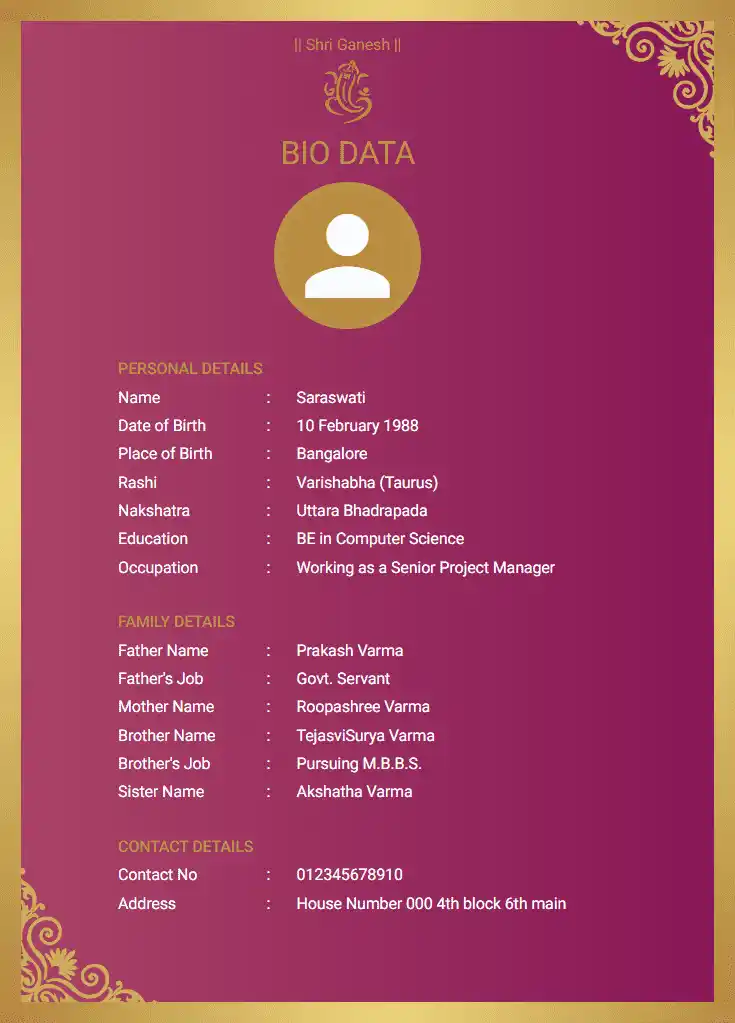 || Shri Ganesh ||
BIO DATA
PERSONAL DETAILS
Name : Saraswati
Date of Birth : 10 February 1988
Place of Birth : Bangalore
Rashi : Varishabha (Taurus)
Nakshatra : Uttara Bhadrapada
Education : BE in Computer Science
Occupation : Working as a Senior Project Manager
FAMILY DETAILS
Father Name : Prakash Varma
Father's Job : Govt. Servant
Mother Name : Roopashree Varma
Brother Name : TejasviSurya Varma
Brother's Job : Pursuing M.B.B.S.
Sister Name : Akshatha Varma
CONTACT DETAILS
Contact No : 012345678910
Address : House Number 000 4th block 6th main